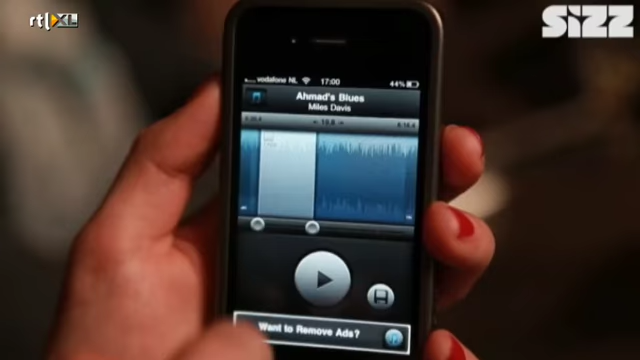 rtl XL
SiZZ
vodafone NL 17:00 44%
Ahmad's Blues
Miles Davis
Want to Remove Ads?